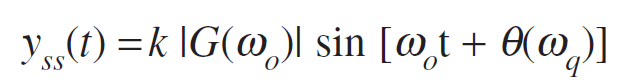 y_ss(t) = k |G(ω_o)| sin [ω_o t + θ(ω_q)]